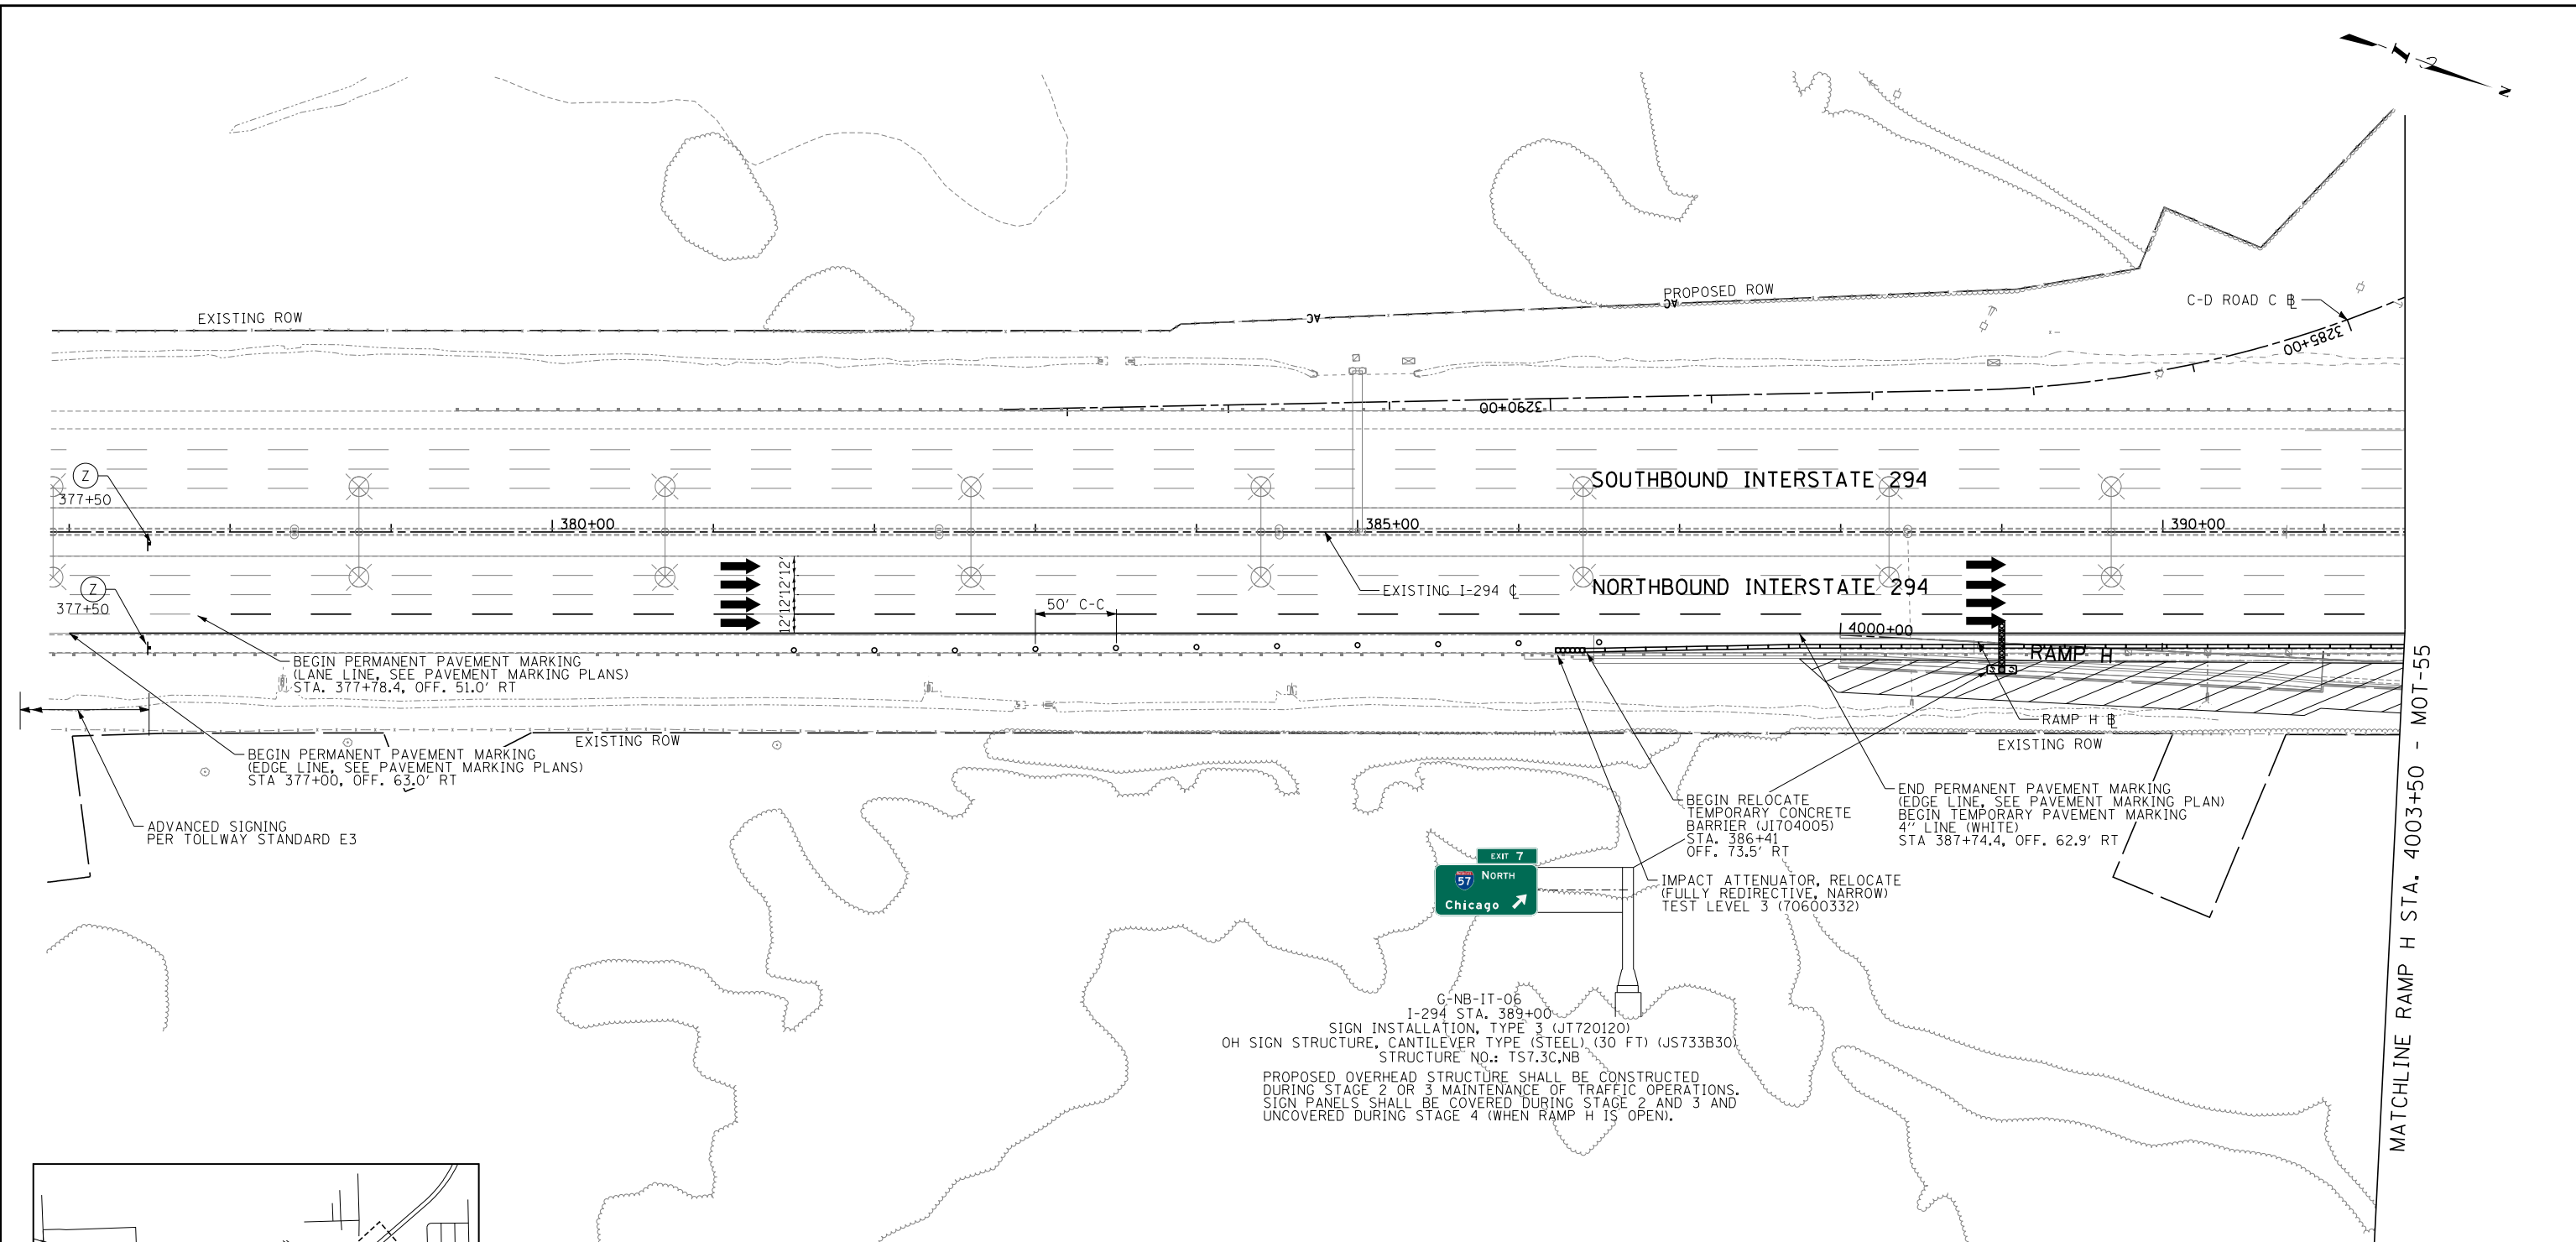 N
EXISTING ROW
PROPOSED ROW
AC
AC
C-D ROAD C BL
3285+00
3290+00
Z
377+50
SOUTHBOUND INTERSTATE 294
380+00
385+00
390+00
Z
377+50
12'12'12'12'
50' C-C
EXISTING I-294 CL
NORTHBOUND INTERSTATE 294
4000+00
RAMP H
BEGIN PERMANENT PAVEMENT MARKING
(LANE LINE, SEE PAVEMENT MARKING PLANS)
STA. 377+78.4, OFF. 51.0' RT
RAMP H BL
EXISTING ROW
EXISTING ROW
BEGIN PERMANENT PAVEMENT MARKING
(EDGE LINE, SEE PAVEMENT MARKING PLANS)
STA 377+00, OFF. 63.0' RT
ADVANCED SIGNING
PER TOLLWAY STANDARD E3
BEGIN RELOCATE
TEMPORARY CONCRETE
BARRIER (JI704005)
STA. 386+41
OFF. 73.5' RT
END PERMANENT PAVEMENT MARKING
(EDGE LINE, SEE PAVEMENT MARKING PLAN)
BEGIN TEMPORARY PAVEMENT MARKING
4" LINE (WHITE)
STA 387+74.4, OFF. 62.9' RT
IMPACT ATTENUATOR, RELOCATE
(FULLY REDIRECTIVE, NARROW)
TEST LEVEL 3 (70600332)
EXIT 7
57 NORTH
Chicago
G-NB-IT-06
I-294 STA. 389+00
SIGN INSTALLATION, TYPE 3 (JT720120)
OH SIGN STRUCTURE, CANTILEVER TYPE (STEEL) (30 FT) (JS733B30)
STRUCTURE NO.: TS7.3C,NB
PROPOSED OVERHEAD STRUCTURE SHALL BE CONSTRUCTED
DURING STAGE 2 OR 3 MAINTENANCE OF TRAFFIC OPERATIONS.
SIGN PANELS SHALL BE COVERED DURING STAGE 2 AND 3 AND
UNCOVERED DURING STAGE 4 (WHEN RAMP H IS OPEN).
MATCHLINE RAMP H STA. 4003+50 - MOT-55